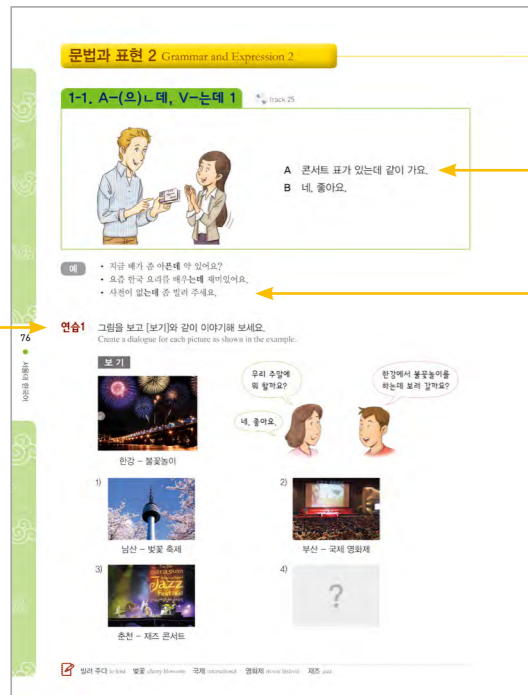 문법과 표현 2 Grammar and Expression 2
1-1. A-(으)ㄴ데, V-는데 1
track 25
A 콘서트 표가 있는데 같이 가요.
B 네, 좋아요.
예
• 지금 배가 좀 아픈데 약 있어요?
• 요즘 한국 요리를 배우는데 재미있어요.
• 사전이 없는데 좀 빌려 주세요.
연습1 그림을 보고 [보기]와 같이 이야기해 보세요.
Create a dialogue for each picture as shown in the example.
76
서울대 한국어
보기
우리 주말에
뭐 할까요?
한강에서 불꽃놀이를
하는데 보러 갈까요?
네, 좋아요.
한강 - 불꽃놀이
1)
남산 - 벚꽃 축제
2)
부산 - 국제 영화제
3)
Jazz
Festival
춘천 - 재즈 콘서트
4)
?
빌려 주다 to lend 벚꽃 cherry blossoms 국제 international 영화제 movie festival 재즈 jazz